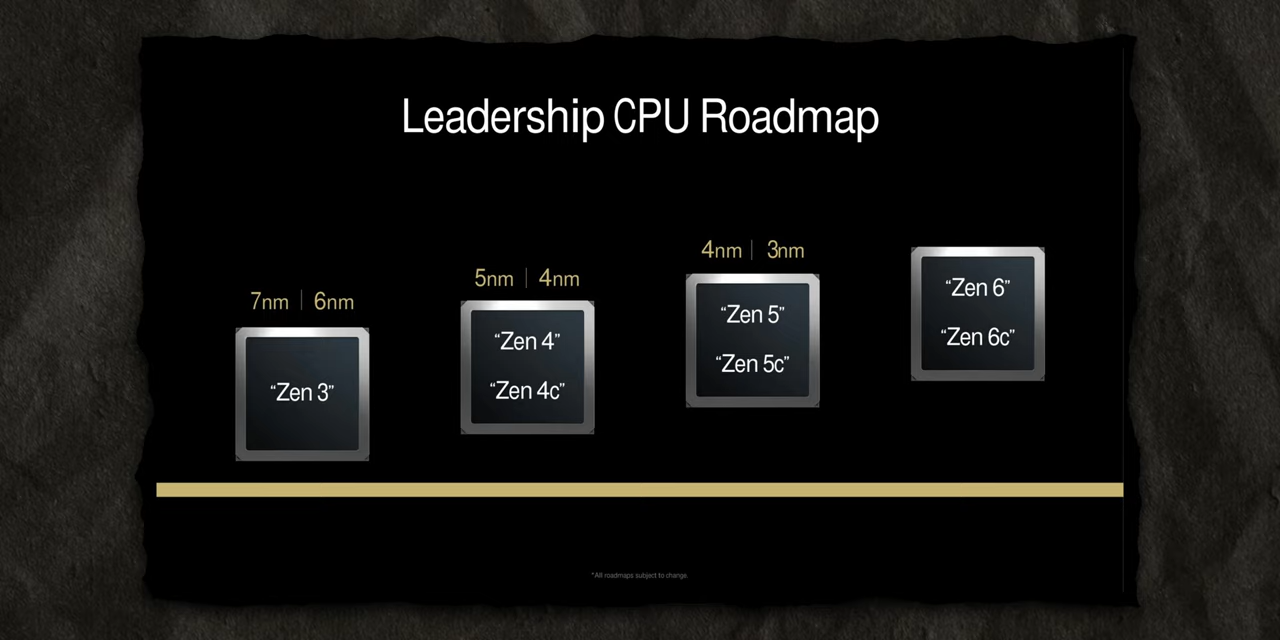 Leadership CPU Roadmap
7nm | 6nm
“Zen 3”
5nm | 4nm
“Zen 4”
“Zen 4c”
4nm | 3nm
“Zen 5”
“Zen 5c”
“Zen 6”
“Zen 6c”
*All roadmaps subject to change.